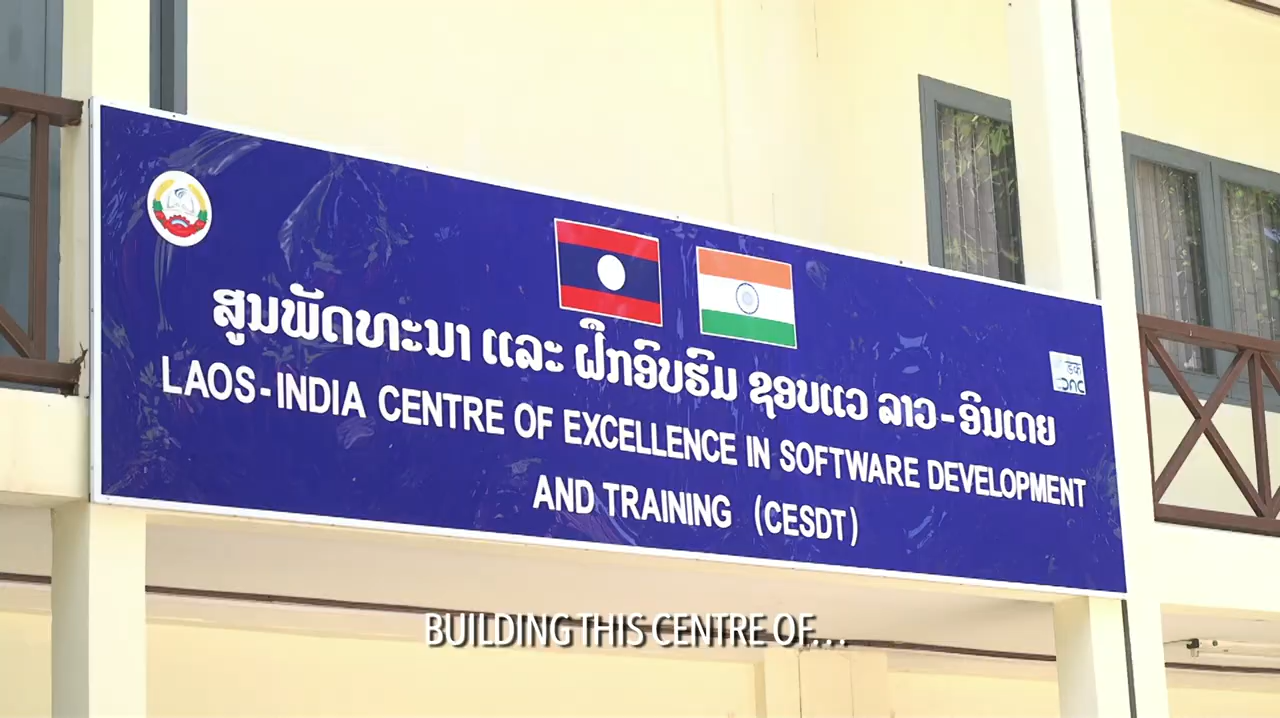 ສູນພັດທະນາ ແລະ ຝຶກອົບຮົມ ຊອບແວ ລາວ-ອິນເດຍ
LAOS-INDIA CENTRE OF EXCELLENCE IN SOFTWARE DEVELOPMENT
AND TRAINING (CESDT)
BUILDING THIS CENTRE OF...